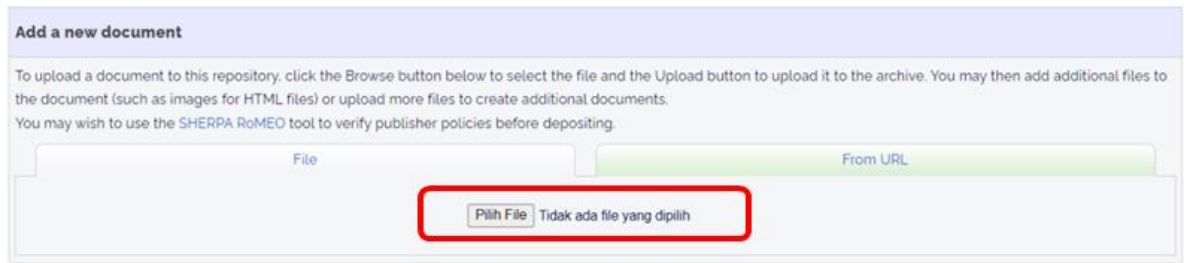 Add a new document
To upload a document to this repository, click the Browse button below to select the file and the Upload button to upload it to the archive. You may then add additional files to
the document (such as images for HTML files) or upload more files to create additional documents.
You may wish to use the SHERPA RoMEO tool to verify publisher policies before depositing.
File From URL
Pilih File Tidak ada file yang dipilih